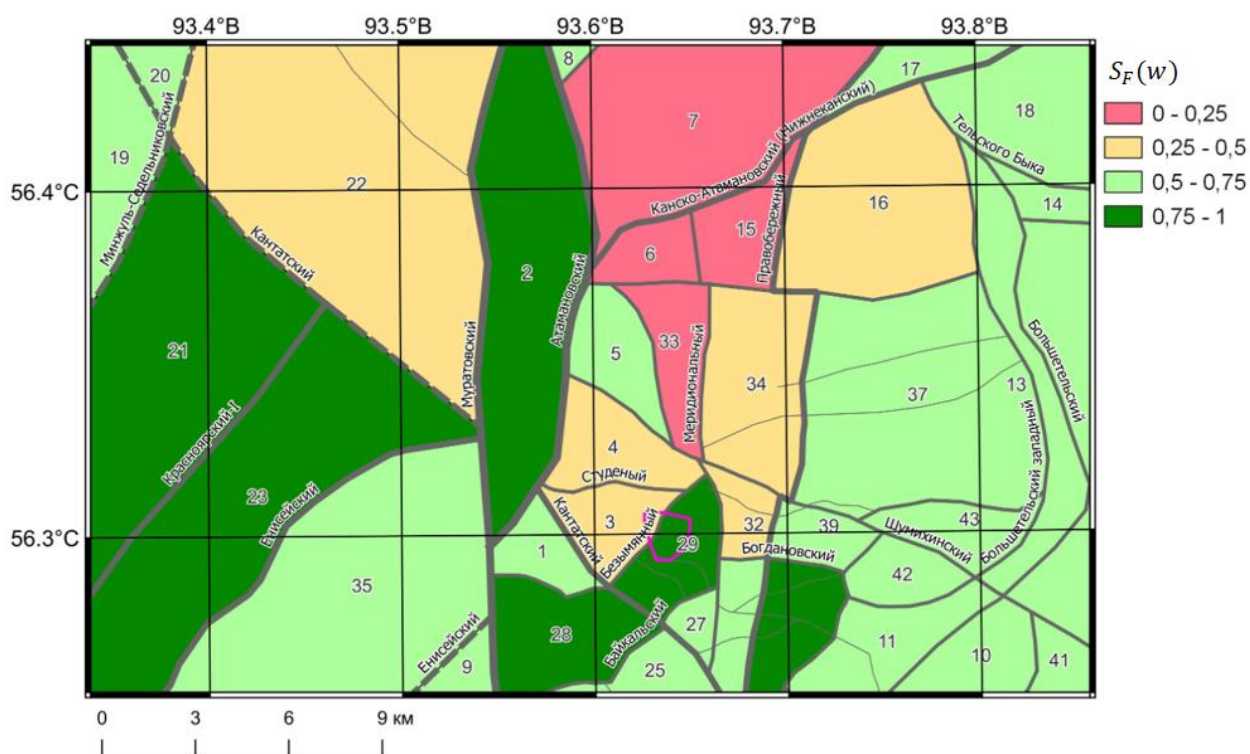 93.4°В 93.5°В 93.6°В 93.7°В 93.8°В
S_F(w)
0 - 0,25
0,25 - 0,5
0,5 - 0,75
0,75 - 1
56.4°С
56.3°С
20
8
17
18
7
19
22
16
14
Минжуль-Седельниковский
Канско-Атамановский (Нижнеканский)
Тельского Быка
Правобережный
15
6
2
Кантатский
Атамановский
21
5
33
34
37
13
Муратовский
Меридиональный
Большетельский
Красноярский-I
4
Студеный
23
Енисейский
3
Кантатский
Безымянный
29
32
39
43
Шумихинский
Большетельский западный
Богдановский
1
42
35
28
27
11
10
41
Енисейский
9
Байкальский
25
0 3 6 9 км